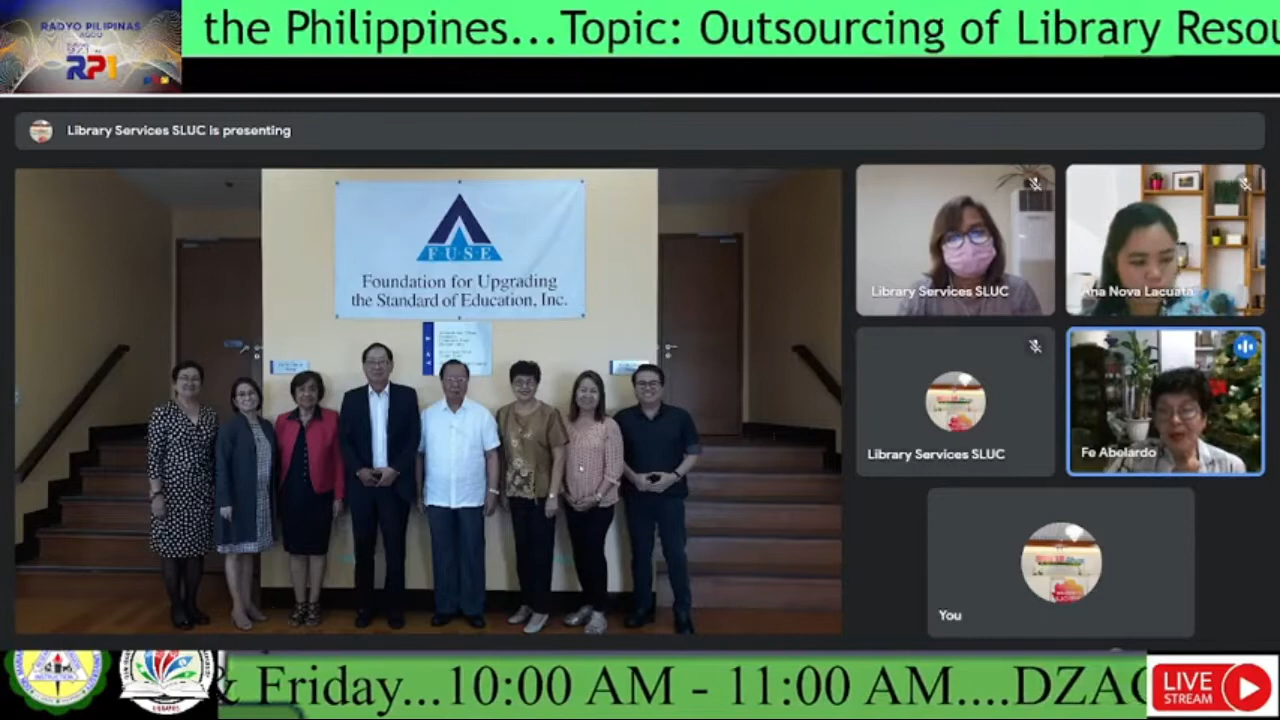 RADYO PILIPINAS
AGOO
RP1
the Philippines...Topic: Outsourcing of Library Resou
Library Services SLUC is presenting
FUSE
Foundation for Upgrading
the Standard of Education, Inc.
Library Services SLUC
Ana Nova Lacuata
Library Services SLUC
Fe Abelardo
You
& Friday...10:00 AM - 11:00 AM....DZAG
LIVE
STREAM